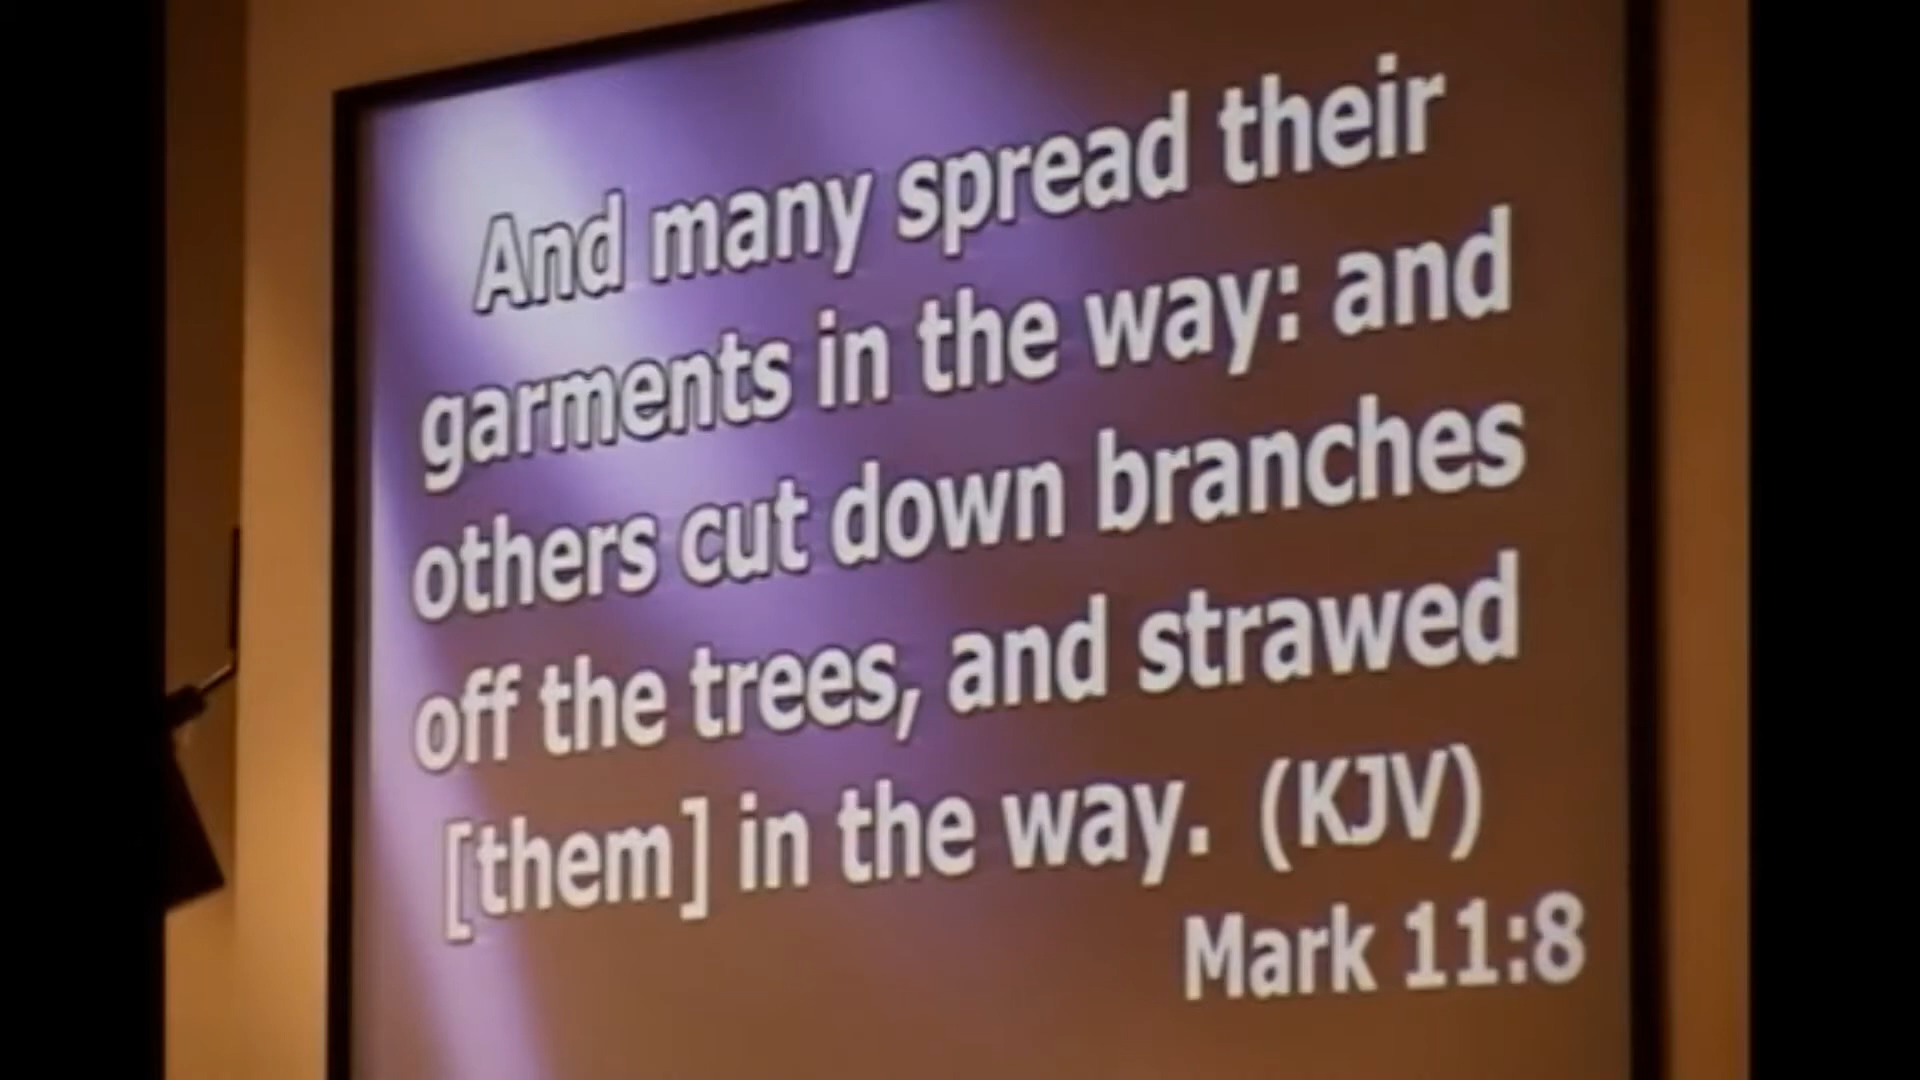 And many spread their
garments in the way: and
others cut down branches
off the trees, and strawed
[them] in the way. (KJV)
Mark 11:8